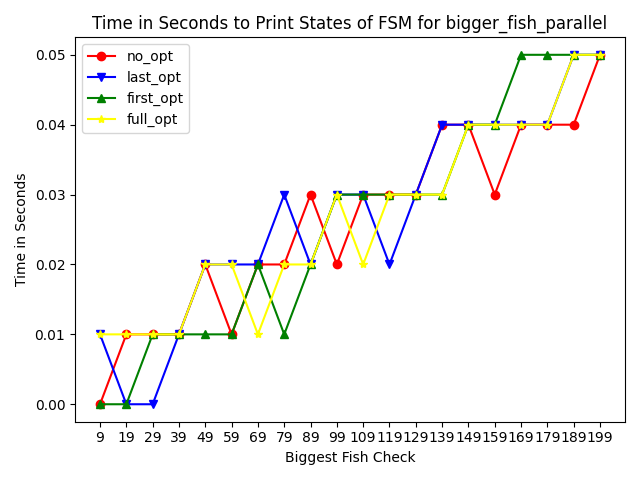 Time in Seconds to Print States of FSM for bigger_fish_parallel
no_opt
last_opt
first_opt
full_opt
Time in Seconds
0.05
0.04
0.03
0.02
0.01
0.00
9 19 29 39 49 59 69 79 89 99 109 119 129 139 149 159 169 179 189 199
Biggest Fish Check